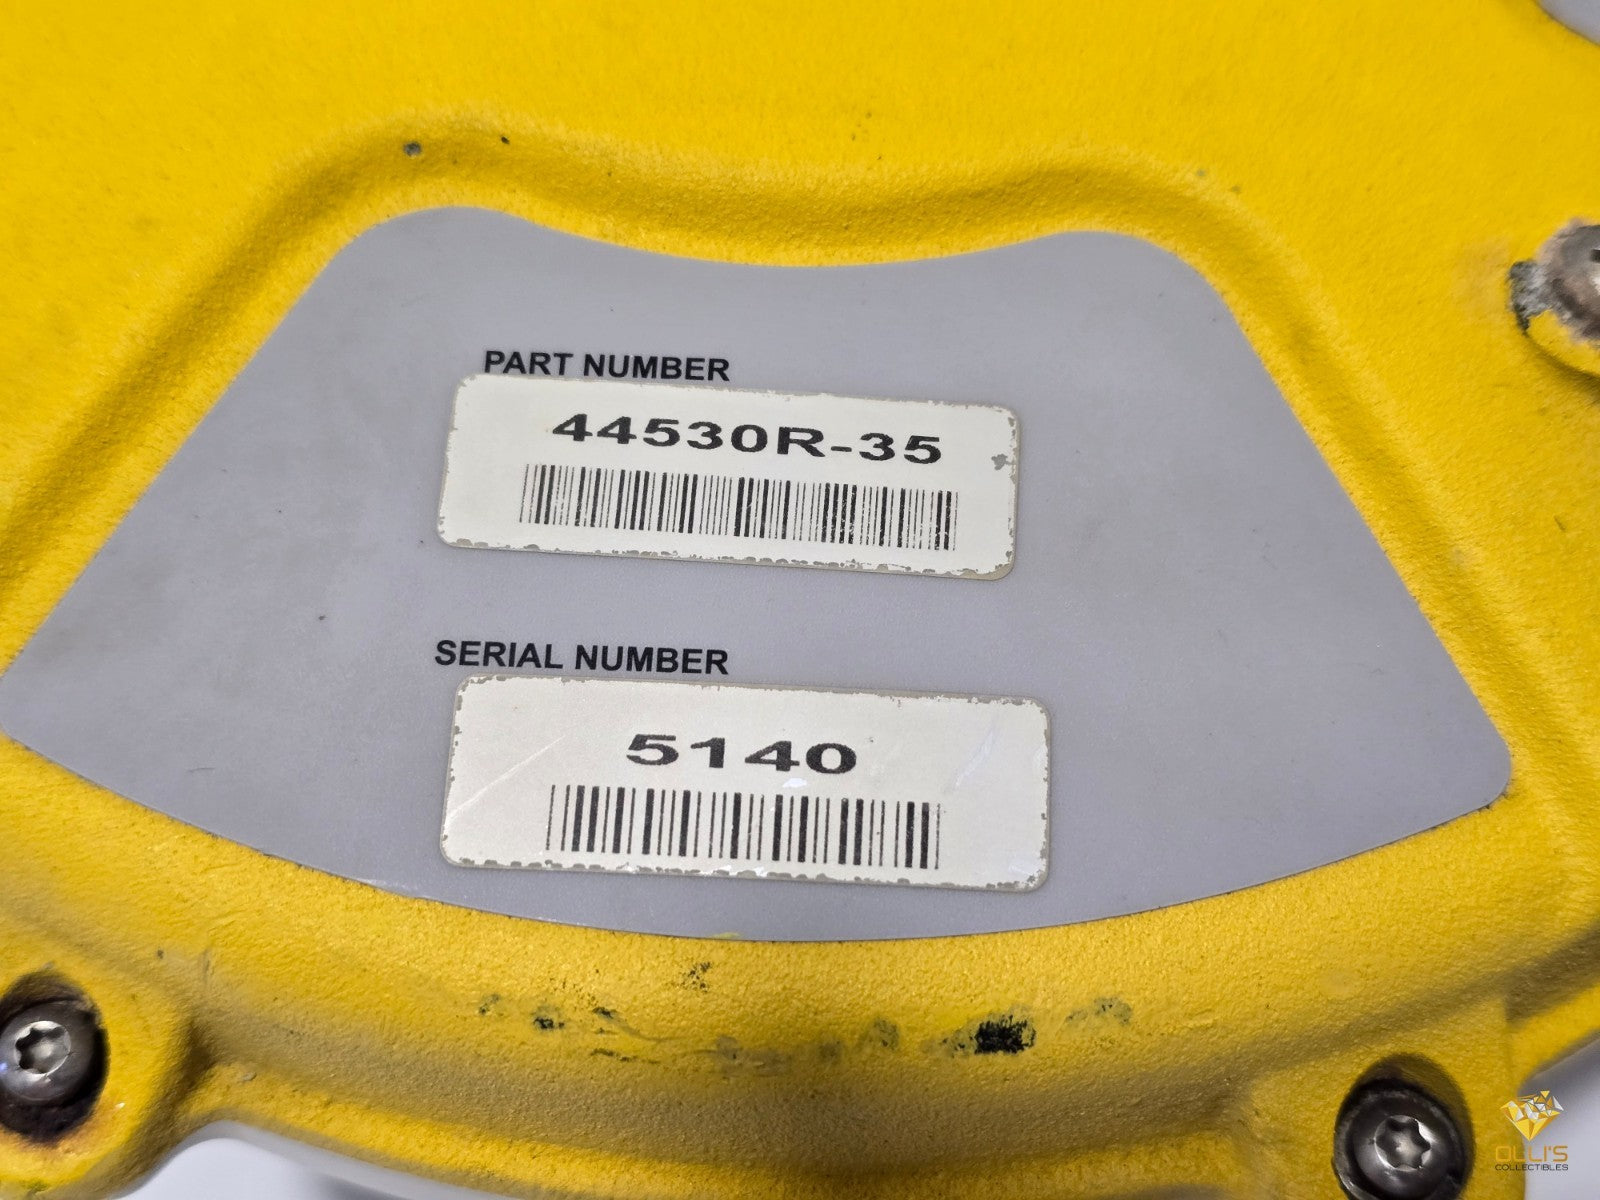 PART NUMBER
44530R-35
SERIAL NUMBER
5140
OLLI'S
COLLECTIBLES